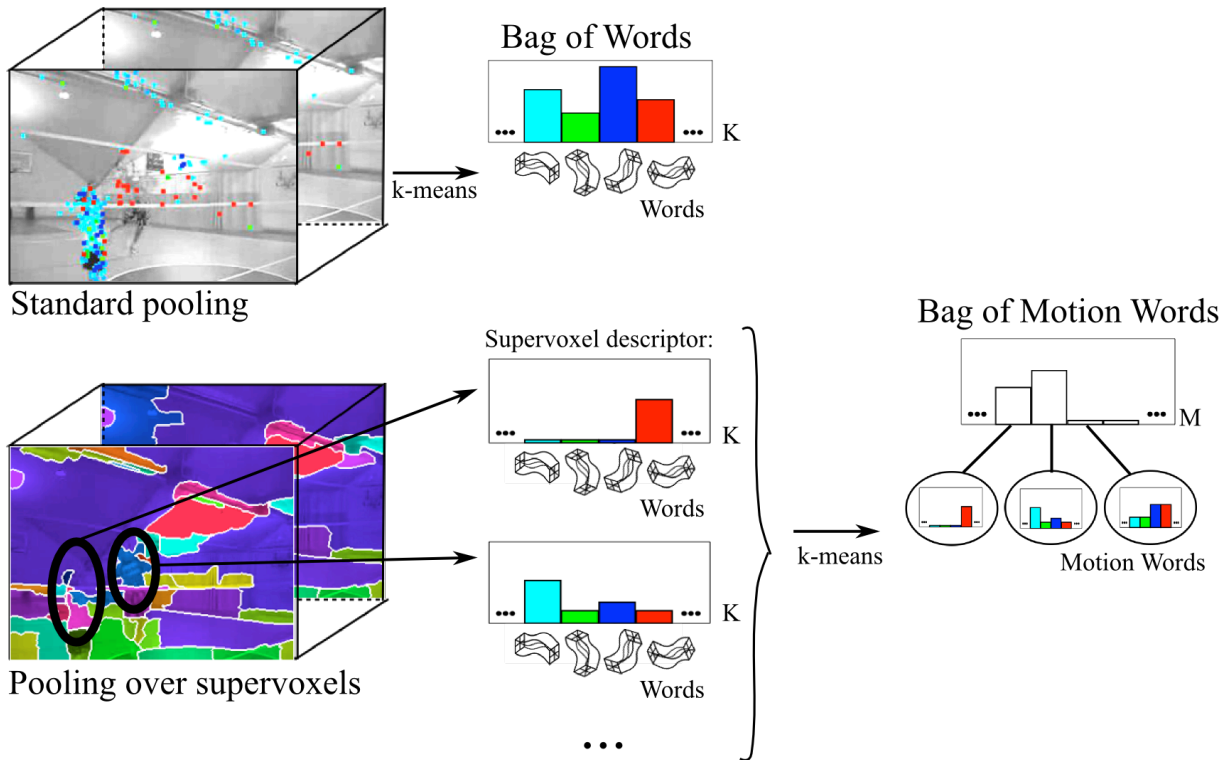 Bag of Words
... ... K
k-means
Words
Standard pooling
Supervoxel descriptor:
... K
Words
... ... K
Words
...
Pooling over supervoxels
k-means
Bag of Motion Words
... ... M
... ... ... ... ... ...
Motion Words